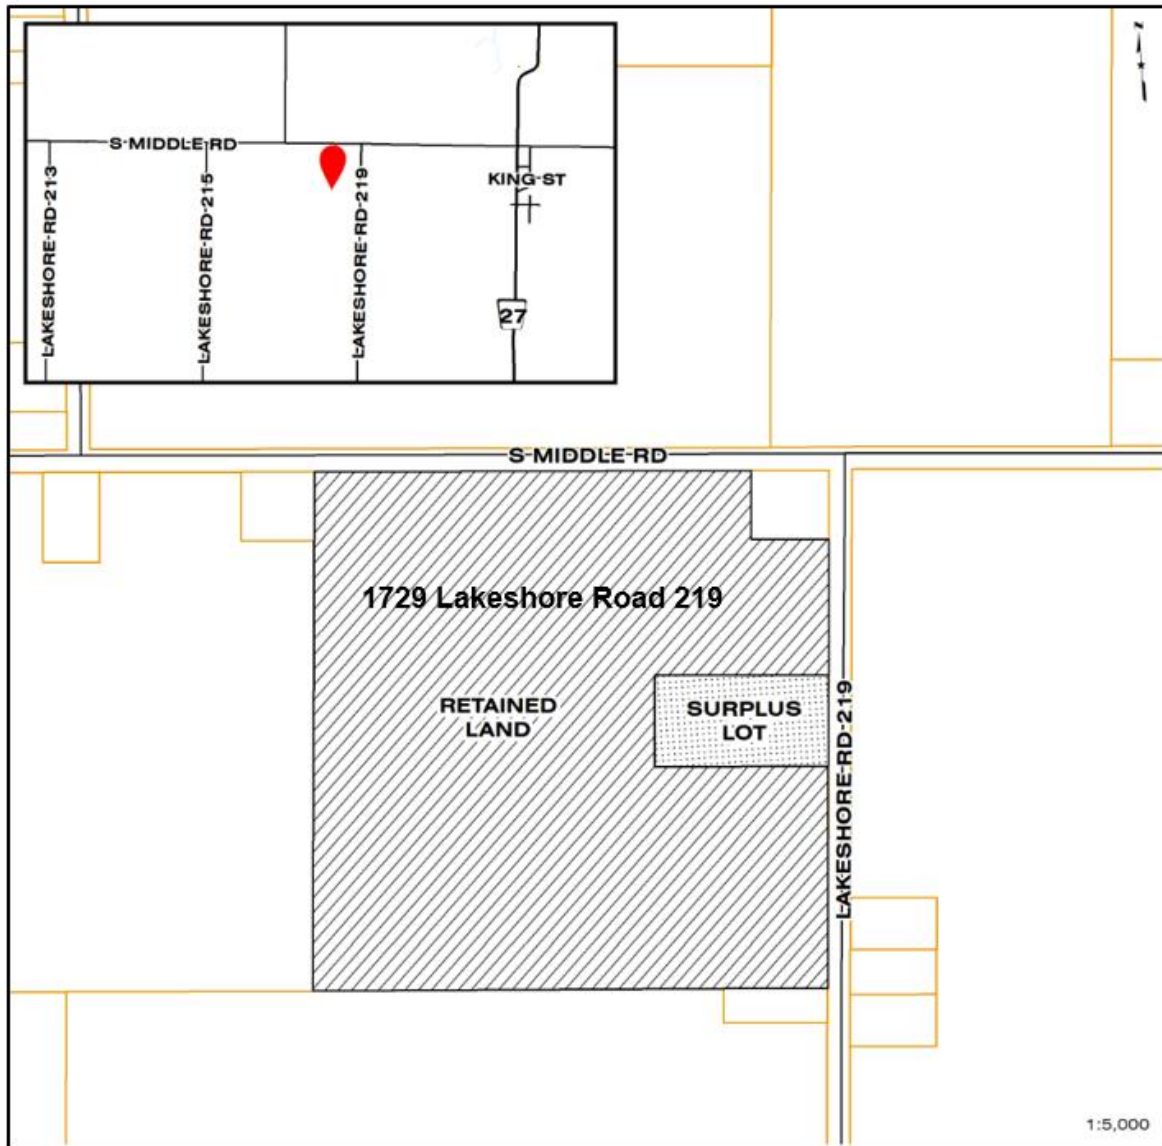 S MIDDLE RD
LAKESHORE-RD-213
LAKESHORE-RD-215
LAKESHORE-RD-219
KING-ST
27
N
S MIDDLE RD
1729 Lakeshore Road 219
RETAINED
LAND
SURPLUS
LOT
LAKESHORE-RD-219
1:5,000